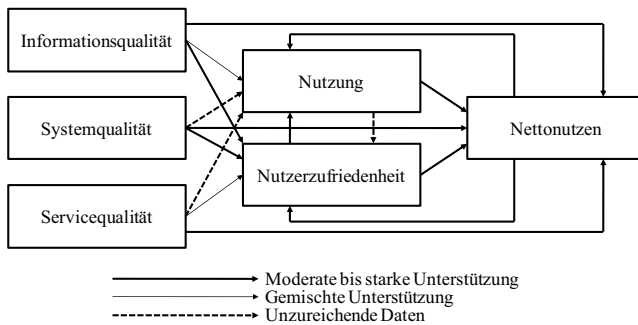 Informationsqualität
Nutzung
Systemqualität
Nettonutzen
Nutzerzufriedenheit
Servicequalität
Moderate bis starke Unterstützung
Gemischte Unterstützung
Unzureichende Daten